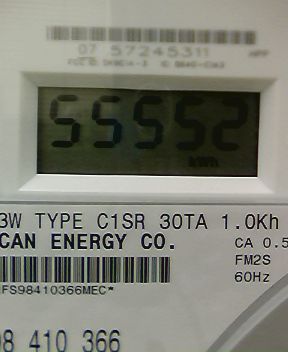 07 57245311
55552
kWh
3W TYPE C1SR 30TA 1.0Kh
CAN ENERGY CO.
CA 0.5
FM2S
60Hz
FS98410366MEC*
98 410 366